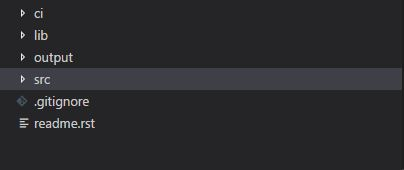 ci
lib
output
src
.gitignore
readme.rst